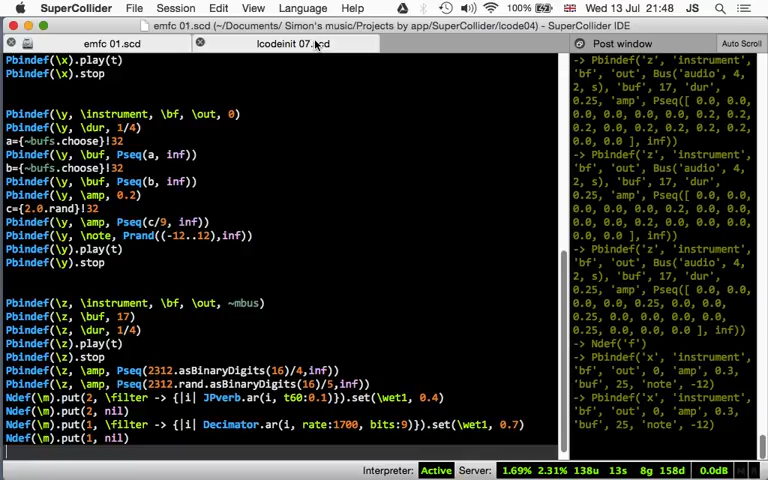 SuperCollider File Session Edit View Language Help 100% Wed 13 Jul 21:48 JS
emfc 01.scd (~/Documents/ Simon's music/Projects by app/SuperCollider/lcode04) - SuperCollider IDE
emfc 01.scd lcodeinit 07.scd Post window Auto Scroll
Pbindef(\x).play(t)
Pbindef(\x).stop
Pbindef(\y, \instrument, \bf, \out, 0)
Pbindef(\y, \dur, 1/4)
a={~bufs.choose}!32
Pbindef(\y, \buf, Pseq(a, inf))
b={~bufs.choose}!32
Pbindef(\y, \buf, Pseq(b, inf))
Pbindef(\y, \amp, 0.2)
c={2.0.rand}!32
Pbindef(\y, \amp, Pseq(c/9, inf))
Pbindef(\y, \note, Prand((-12..12),inf))
Pbindef(\y).play(t)
Pbindef(\y).stop
Pbindef(\z, \instrument, \bf, \out, ~mbus)
Pbindef(\z, \buf, 17)
Pbindef(\z, \dur, 1/4)
Pbindef(\z).play(t)
Pbindef(\z).stop
Pbindef(\z, \amp, Pseq(2312.asBinaryDigits(16)/4,inf))
Pbindef(\z, \amp, Pseq(2312.rand.asBinaryDigits(16)/5,inf))
Ndef(\m).put(2, \filter -> {|i| JPverb.ar(i, t60:0.1)}).set(\wet1, 0.4)
Ndef(\m).put(2, nil)
Ndef(\m).put(1, \filter -> {|i| Decimator.ar(i, rate:1700, bits:9)}).set(\wet1, 0.7)
Ndef(\m).put(1, nil)
-> Pbindef('z', 'instrument',
'bf', 'out', Bus('audio', 4,
2, s), 'buf', 17, 'dur',
0.25, 'amp', Pseq([ 0.0, 0.0,
0.0, 0.0, 0.0, 0.0, 0.2, 0.2,
0.2, 0.0, 0.2, 0.2, 0.2, 0.2,
0.0, 0.0 ], inf))
-> Pbindef('z', 'instrument',
'bf', 'out', Bus('audio', 4,
2, s), 'buf', 17, 'dur',
0.25, 'amp', Pseq([ 0.0, 0.0,
0.0, 0.0, 0.0, 0.2, 0.0, 0.0,
0.0, 0.0, 0.2, 0.0, 0.0, 0.0,
0.0, 0.0 ], inf))
-> Pbindef('z', 'instrument',
'bf', 'out', Bus('audio', 4,
2, s), 'buf', 17, 'dur',
0.25, 'amp', Pseq([ 0.0, 0.0,
0.0, 0.0, 0.25, 0.0, 0.0,
0.25, 0.0, 0.0, 0.0, 0.0,
0.25, 0.0, 0.0, 0.0 ], inf))
-> Ndef('f')
-> Pbindef('x', 'instrument',
'bf', 'out', 0, 'amp', 0.3,
'buf', 25, 'note', -12)
-> Pbindef('x', 'instrument',
'bf', 'out', 0, 'amp', 0.3,
'buf', 25, 'note', -12)
Interpreter: Active Server: 1.69% 2.31% 138u 13s 8g 158d 0.0dB